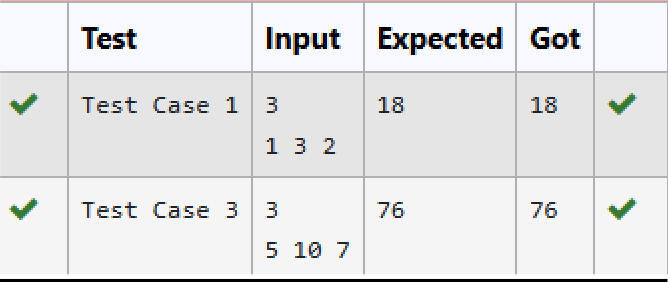 Test Input Expected Got
Test Case 1 3 18 18
1 3 2
Test Case 3 3 76 76
5 10 7